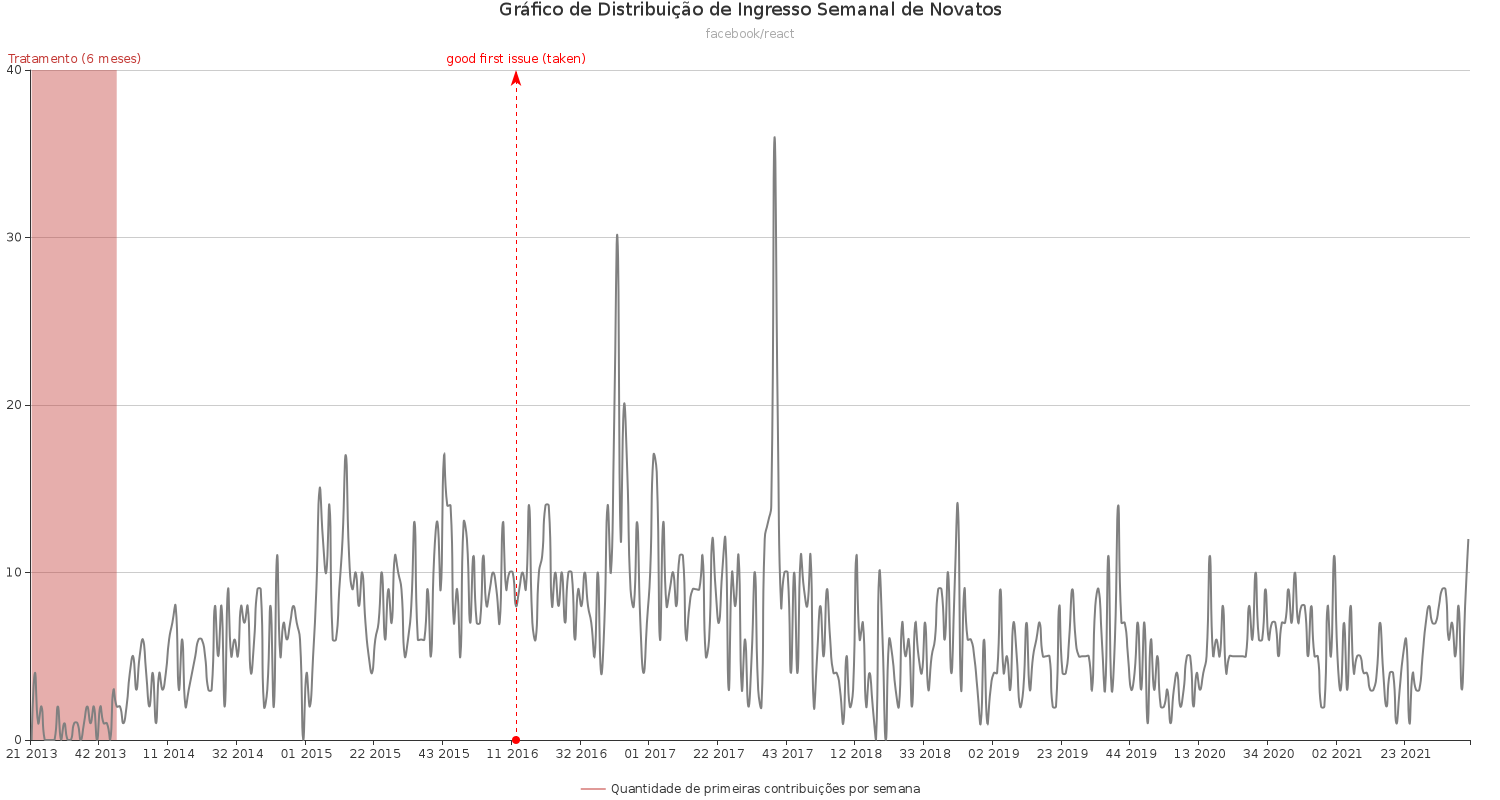 Gráfico de Distribuição de Ingresso Semanal de Novatos
facebook/react
Tratamento (6 meses)
good first issue (taken)
40
30
20
10
0
21 2013 42 2013 11 2014 32 2014 01 2015 22 2015 43 2015 11 2016 32 2016 01 2017 22 2017 43 2017 12 2018 33 2018 02 2019 23 2019 44 2019 13 2020 34 2020 02 2021 23 2021
Quantidade de primeiras contribuições por semana